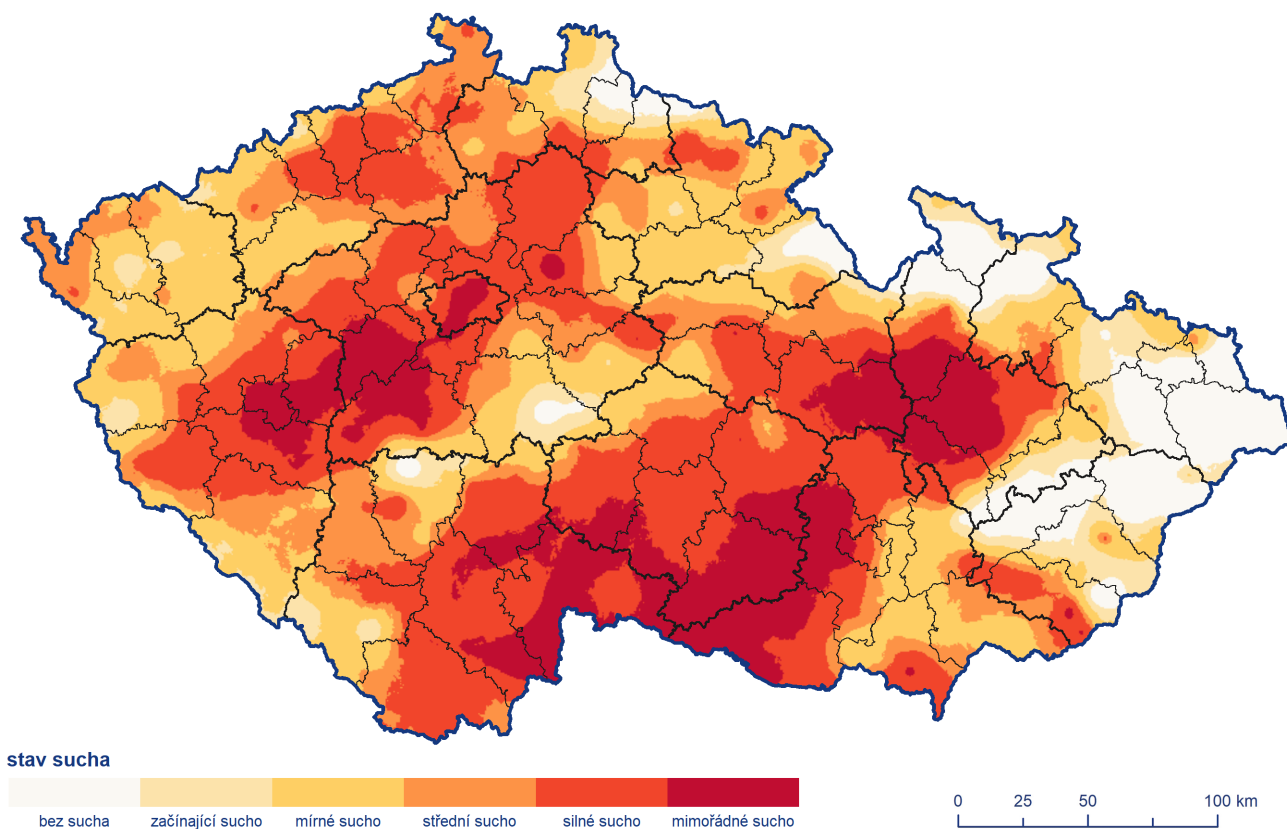 stav sucha
bez sucha začínající sucho mírné sucho střední sucho silné sucho mimořádné sucho
0 25 50 100 km